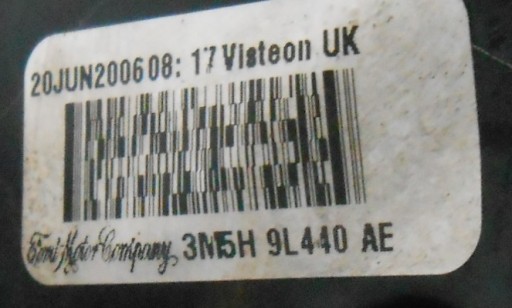 20JUN2006 08: 17 Visteon UK
Ford Motor Company, 3M5H 9L440 AE